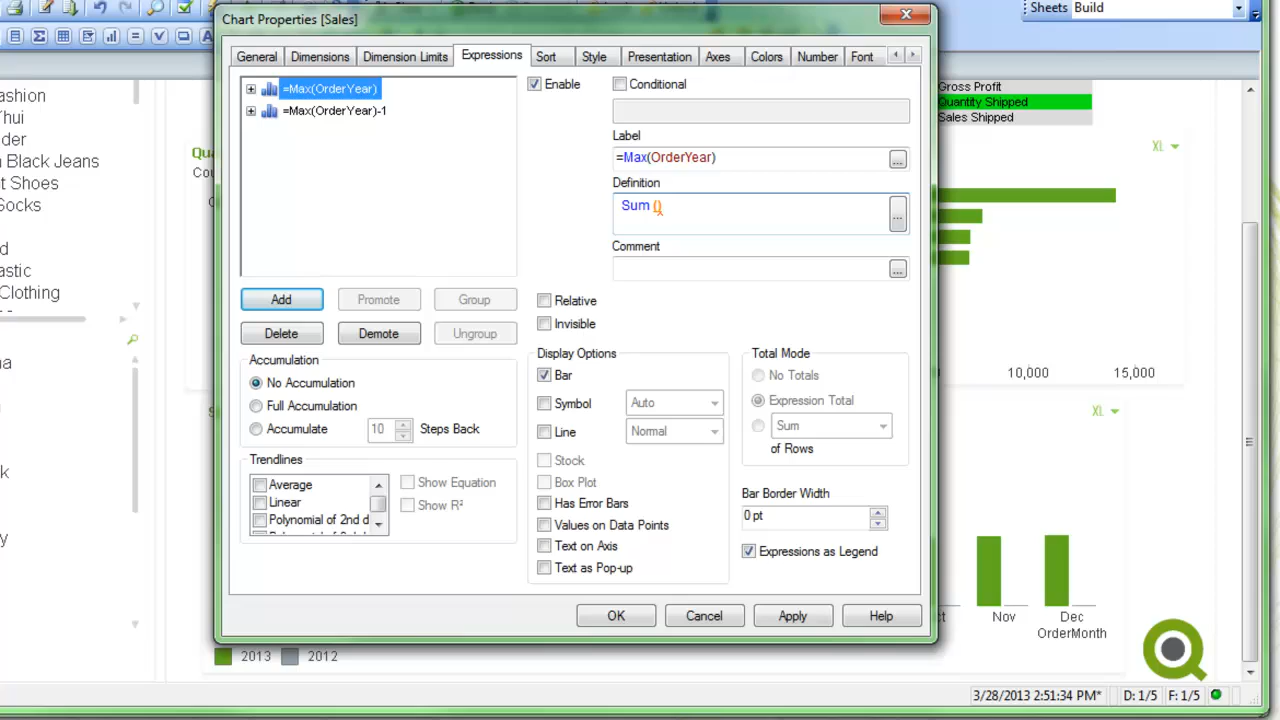 Sheets Build
Chart Properties [Sales]
General Dimensions Dimension Limits Expressions Sort Style Presentation Axes Colors Number Font
=Max(OrderYear)
=Max(OrderYear)-1
Enable
Conditional
Label
=Max(OrderYear)
...
Definition
Sum ()
...
Comment
...
Add Promote Group
Delete Demote Ungroup
Accumulation
No Accumulation
Full Accumulation
Accumulate 10 Steps Back
Trendlines
Average
Linear
Polynomial of 2nd d
Show Equation
Show R²
Relative
Invisible
Display Options
Bar
Symbol Auto
Line Normal
Stock
Box Plot
Has Error Bars
Values on Data Points
Text on Axis
Text as Pop-up
Total Mode
No Totals
Expression Total
Sum
of Rows
Bar Border Width
0 pt
Expressions as Legend
OK Cancel Apply Help
ashion
Thui
der
n Black Jeans
t Shoes
Socks
d
astic
Clothing
na
k
y
Qua
Cou
Gross Profit
Quantity Shipped
Sales Shipped
XL
10,000 15,000
XL
ct Nov Dec
OrderMonth
2013 2012
3/28/2013 2:51:34 PM* D: 1/5 F: 1/5